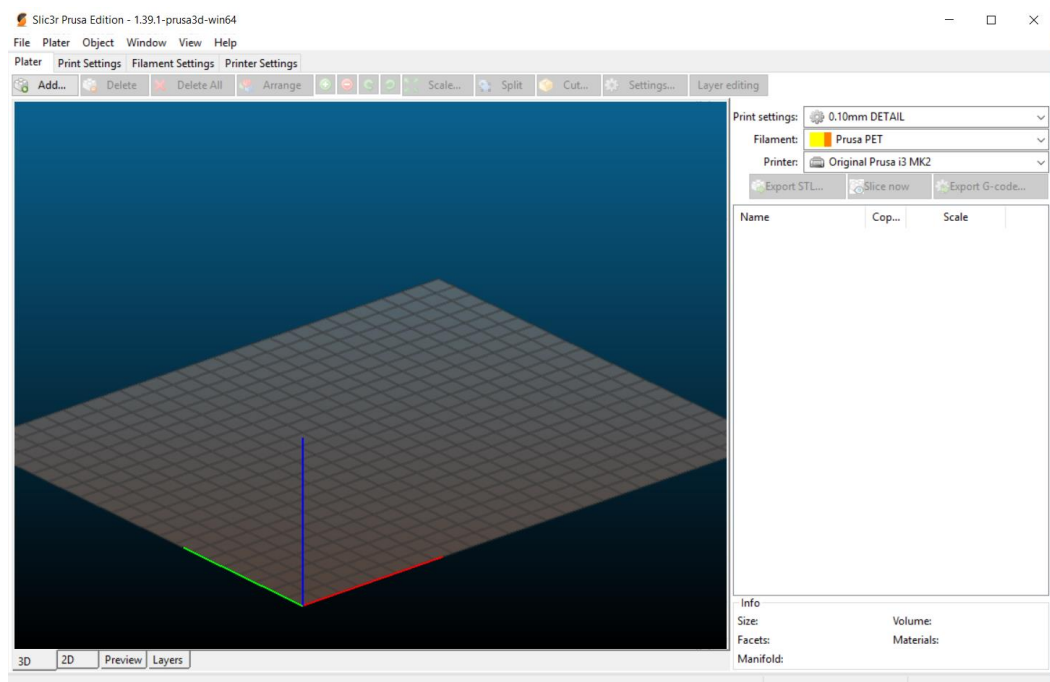 Slic3r Prusa Edition - 1.39.1-prusa3d-win64
File Plater Object Window View Help
Plater Print Settings Filament Settings Printer Settings
Add... Delete Delete All Arrange Scale... Split Cut... Settings... Layer editing
Print settings: 0.10mm DETAIL
Filament: Prusa PET
Printer: Original Prusa i3 MK2
Export STL... Slice now Export G-code...
Name Cop... Scale
Info
Size: Volume:
Facets: Materials:
Manifold:
3D 2D Preview Layers